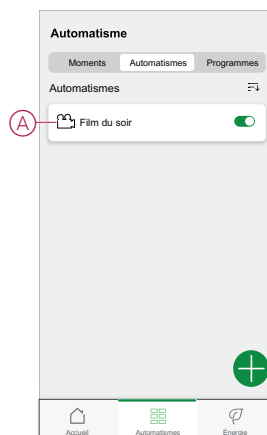 Automatisme
Moments Automatismes Programmes
Automatismes
A
Film du soir
Accueil Automatismes Énergie